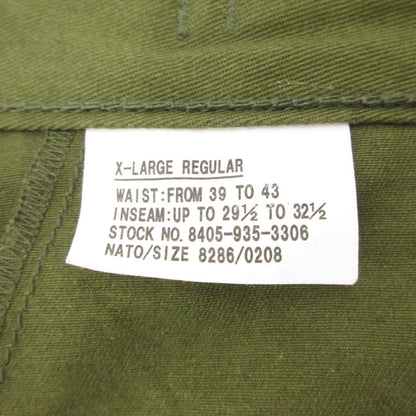 X-LARGE REGULAR
WAIST:FROM 39 TO 43
INSEAM:UP TO 29½ TO 32½
STOCK NO. 8405-935-3306
NATO/SIZE 8286/0208